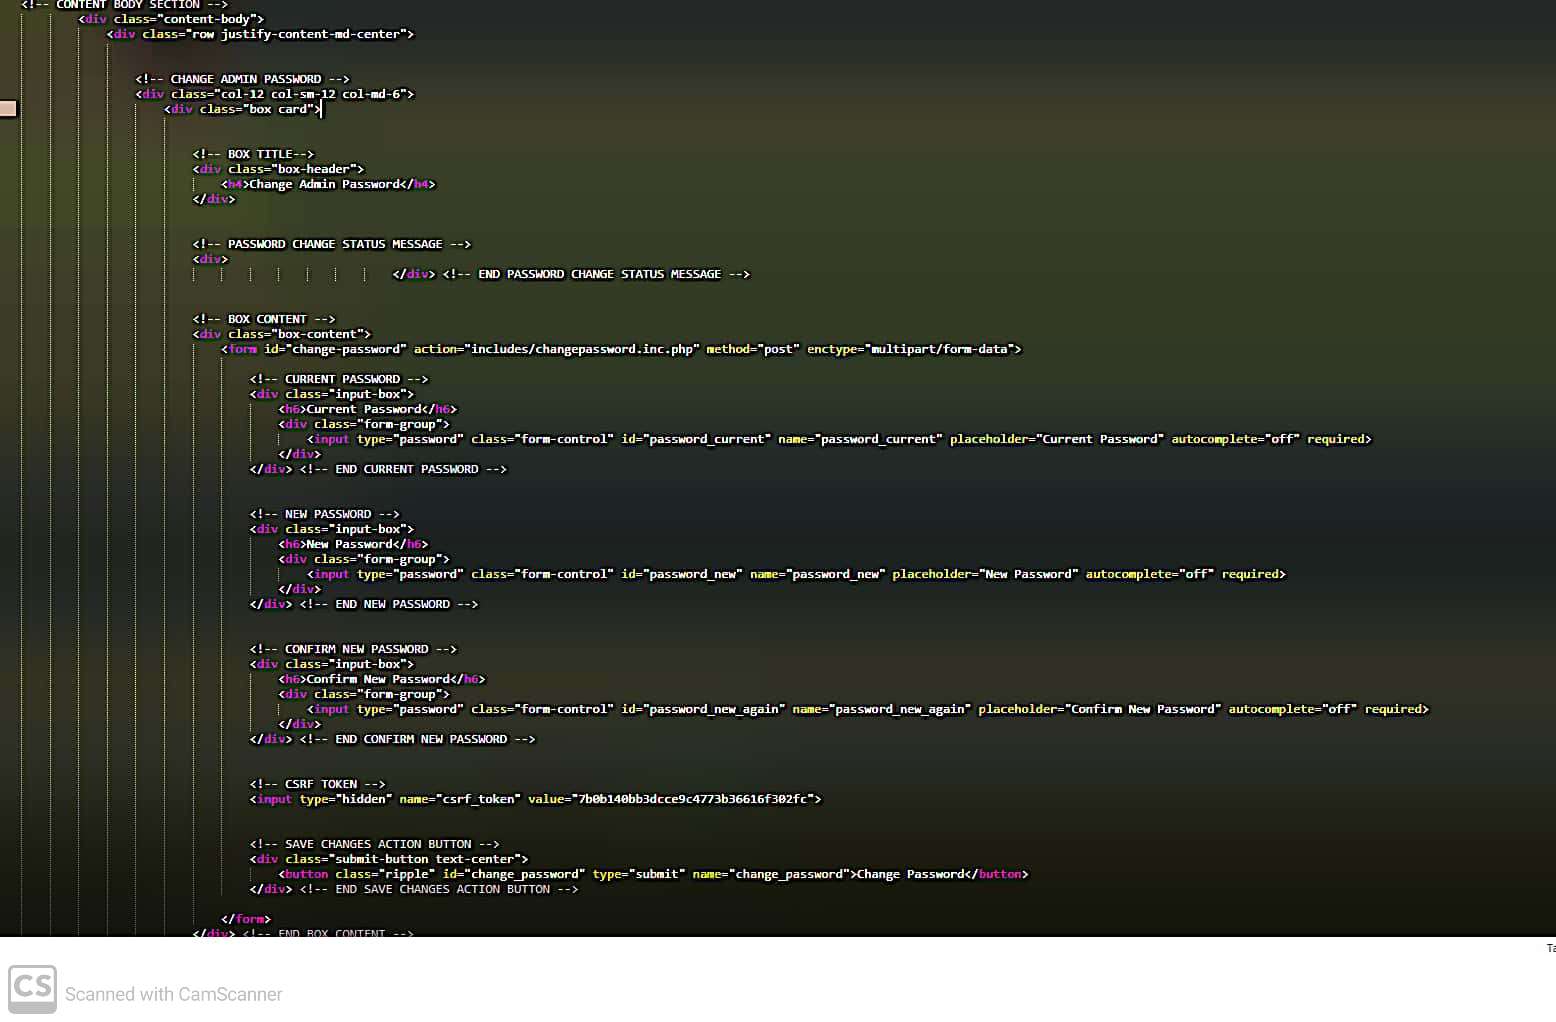 <!-- CONTENT BODY SECTION -->
<div class="content-body">
<div class="row justify-content-md-center">
<!-- CHANGE ADMIN PASSWORD -->
<div class="col-12 col-sm-12 col-md-6">
<div class="box card">
<!-- BOX TITLE-->
<div class="box-header">
<h4>Change Admin Password</h4>
</div>
<!-- PASSWORD CHANGE STATUS MESSAGE -->
<div>
</div> <!-- END PASSWORD CHANGE STATUS MESSAGE -->
<!-- BOX CONTENT -->
<div class="box-content">
<form id="change-password" action="includes/changepassword.inc.php" method="post" enctype="multipart/form-data">
<!-- CURRENT PASSWORD -->
<div class="input-box">
<h6>Current Password</h6>
<div class="form-group">
<input type="password" class="form-control" id="password_current" name="password_current" placeholder="Current Password" autocomplete="off" required>
</div>
</div> <!-- END CURRENT PASSWORD -->
<!-- NEW PASSWORD -->
<div class="input-box">
<h6>New Password</h6>
<div class="form-group">
<input type="password" class="form-control" id="password_new" name="password_new" placeholder="New Password" autocomplete="off" required>
</div>
</div> <!-- END NEW PASSWORD -->
<!-- CONFIRM NEW PASSWORD -->
<div class="input-box">
<h6>Confirm New Password</h6>
<div class="form-group">
<input type="password" class="form-control" id="password_new_again" name="password_new_again" placeholder="Confirm New Password" autocomplete="off" required>
</div>
</div> <!-- END CONFIRM NEW PASSWORD -->
<!-- CSRF TOKEN -->
<input type="hidden" name="csrf_token" value="7b0b140bb3dcce9c4773b36616f302fc">
<!-- SAVE CHANGES ACTION BUTTON -->
<div class="submit-button text-center">
<button class="ripple" id="change_password" type="submit" name="change_password">Change Password</button>
</div> <!-- END SAVE CHANGES ACTION BUTTON -->
</form>
</div> <!-- END BOX CONTENT -->
Ta
CS Scanned with CamScanner